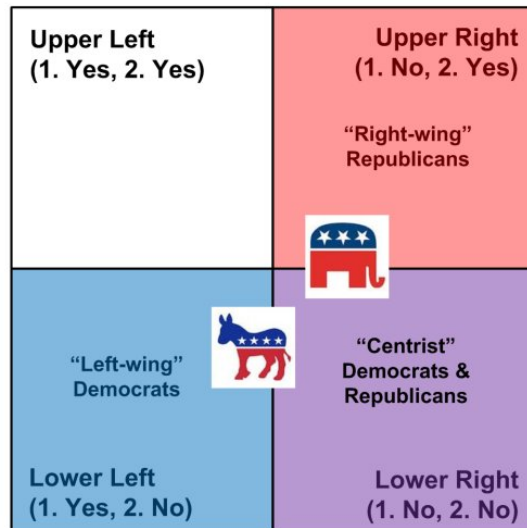 Upper Left
(1. Yes, 2. Yes)
Upper Right
(1. No, 2. Yes)
“Right-wing”
Republicans
“Left-wing”
Democrats
“Centrist”
Democrats &
Republicans
Lower Left
(1. Yes, 2. No)
Lower Right
(1. No, 2. No)